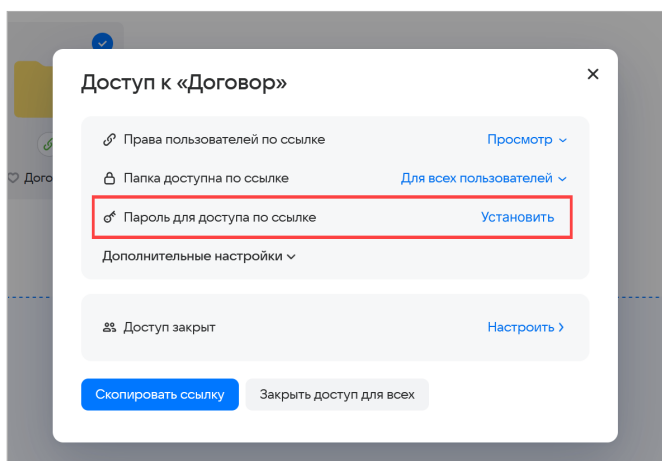 Доступ к «Договор»
Права пользователей по ссылке Просмотр
Папка доступна по ссылке Для всех пользователей
Дого
Пароль для доступа по ссылке Установить
Дополнительные настройки
Доступ закрыт Настроить
Скопировать ссылку Закрыть доступ для всех